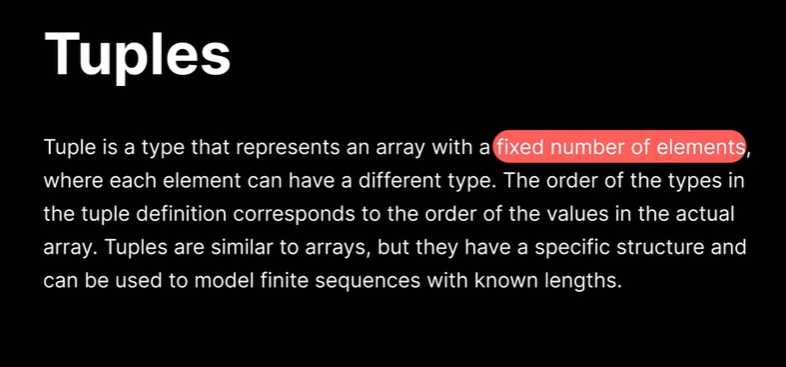 Tuples
Tuple is a type that represents an array with a fixed number of elements,
where each element can have a different type. The order of the types in
the tuple definition corresponds to the order of the values in the actual
array. Tuples are similar to arrays, but they have a specific structure and
can be used to model finite sequences with known lengths.